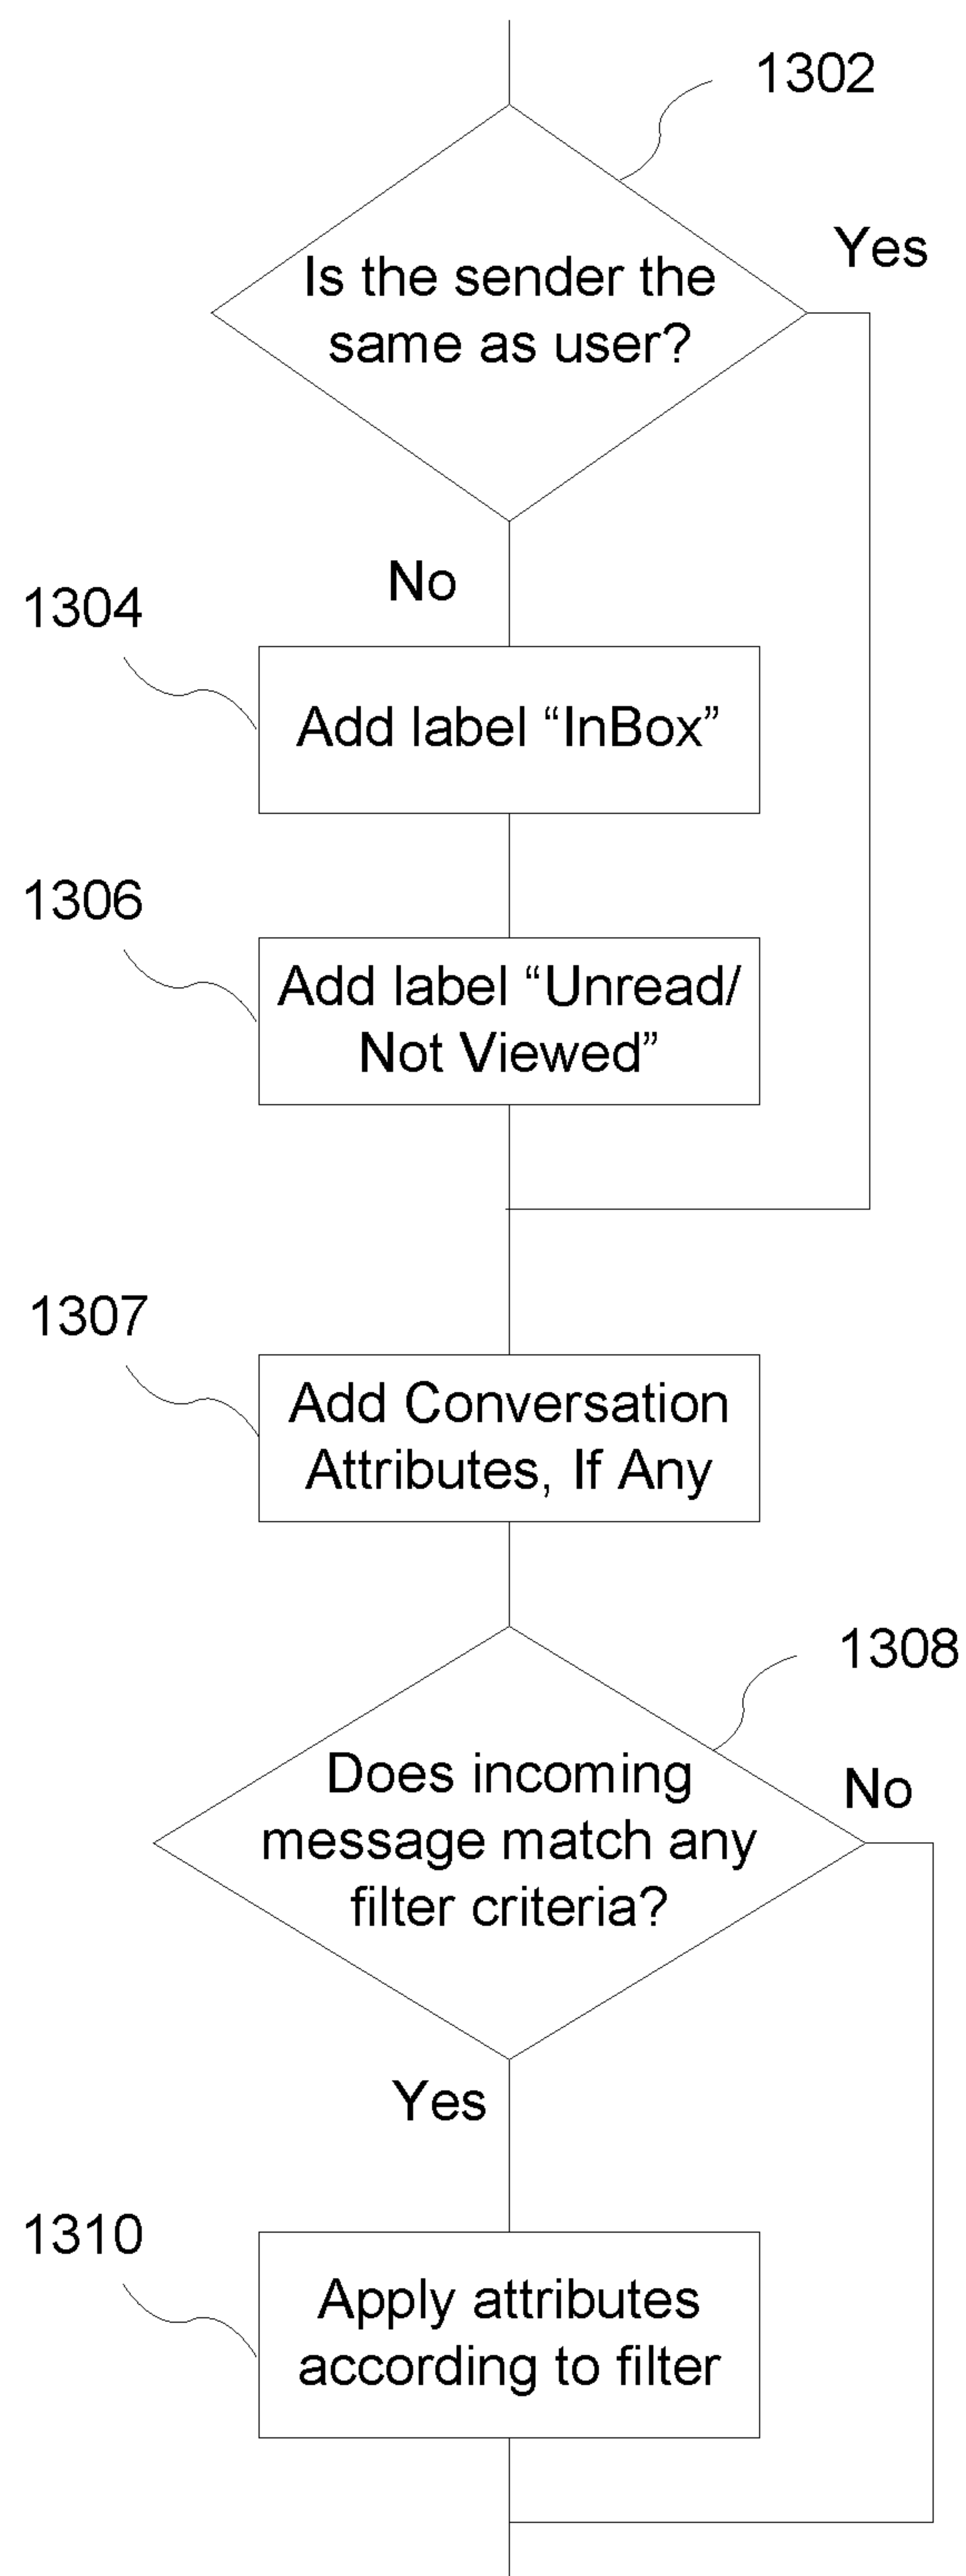 1302
Yes
Is the sender the
same as user?
No
1304
Add label “InBox”
1306
Add label “Unread/
Not Viewed”
1307
Add Conversation
Attributes, If Any
1308
No
Does incoming
message match any
filter criteria?
Yes
1310
Apply attributes
according to filter